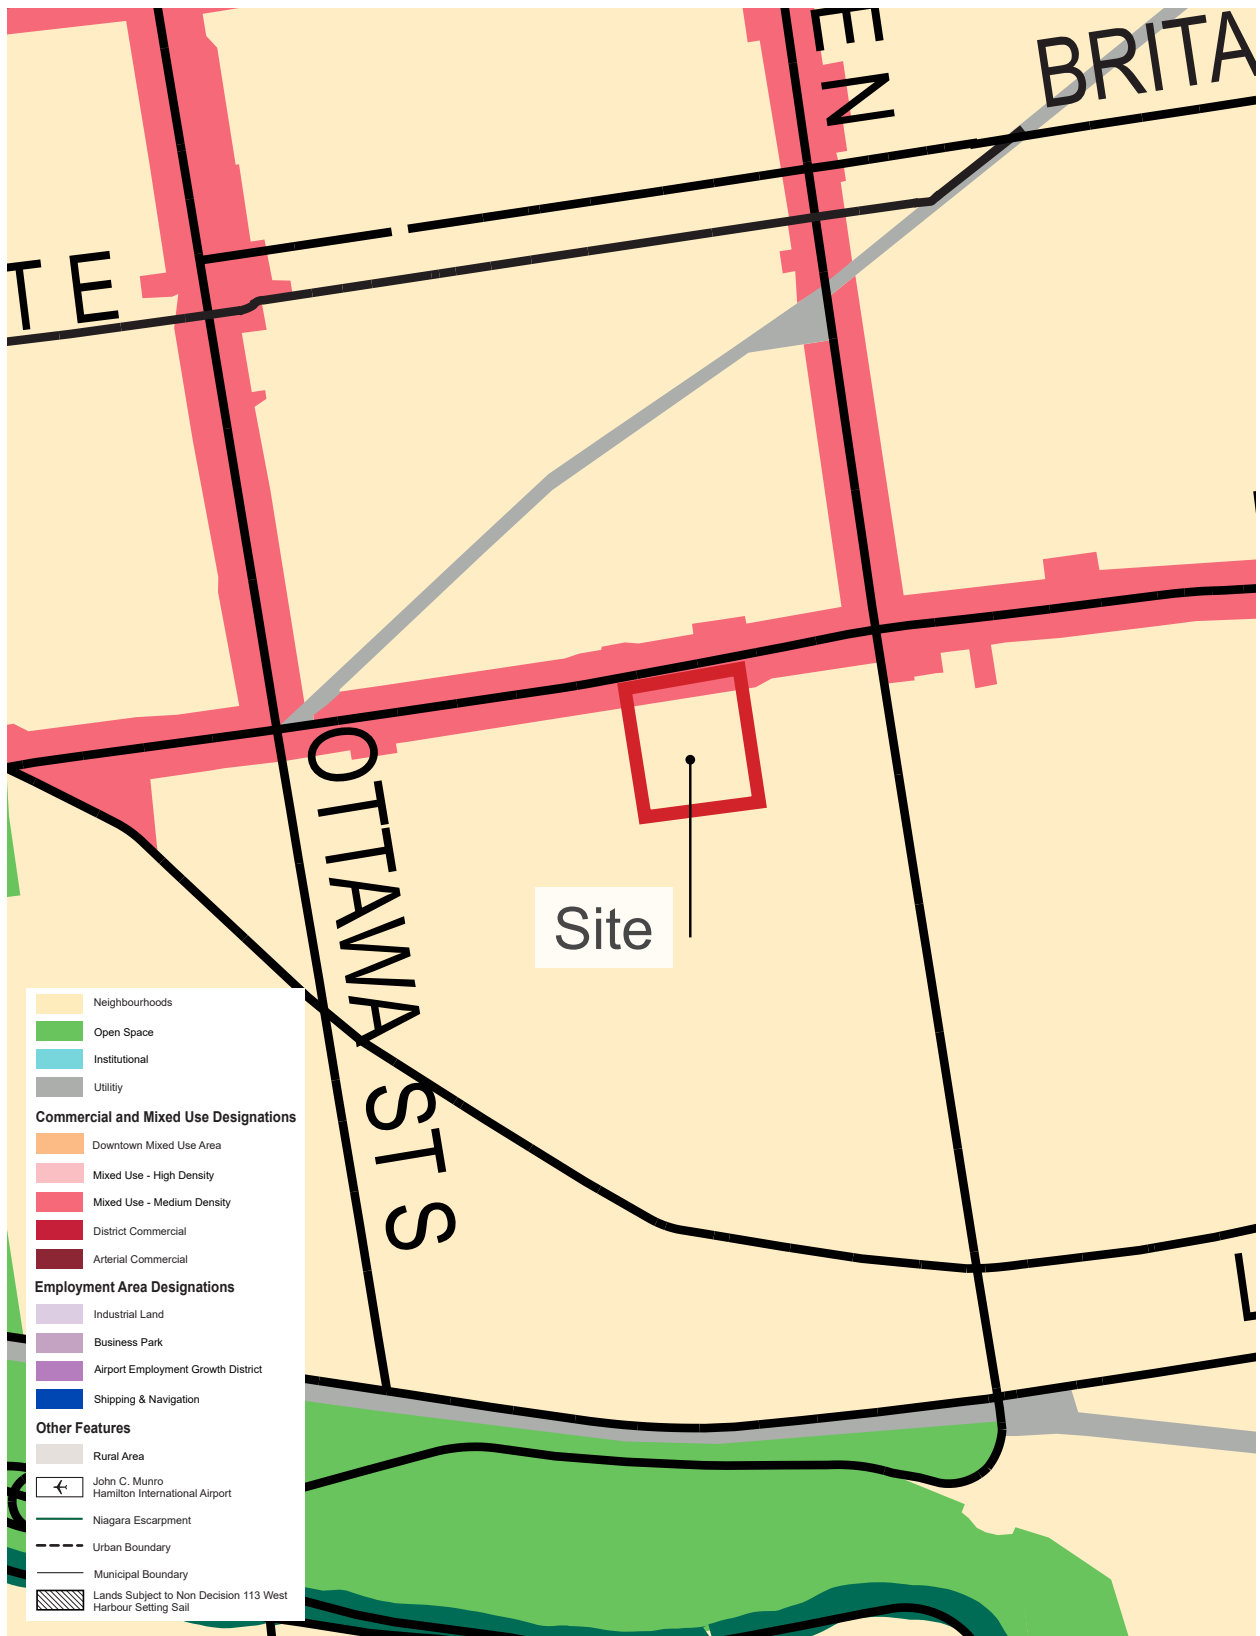 EN
BRITA
TE
OTTAWA ST S
Site
L
Neighbourhoods
Open Space
Institutional
Utilitiy
Commercial and Mixed Use Designations
Downtown Mixed Use Area
Mixed Use - High Density
Mixed Use - Medium Density
District Commercial
Arterial Commercial
Employment Area Designations
Industrial Land
Business Park
Airport Employment Growth District
Shipping & Navigation
Other Features
Rural Area
John C. Munro
Hamilton International Airport
Niagara Escarpment
Urban Boundary
Municipal Boundary
Lands Subject to Non Decision 113 West
Harbour Setting Sail